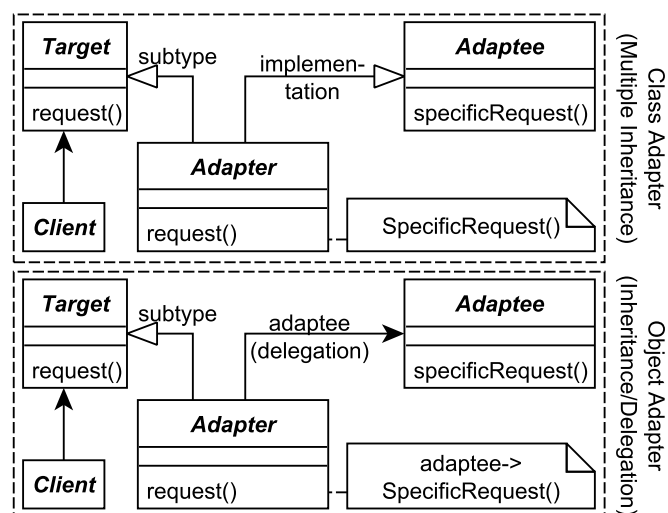 Target
subtype
implemen-
tation
Adaptee
request()
specificRequest()
Adapter
Client
request()
SpecificRequest()
Class Adapter
(Multiple Inheritance)
Target
subtype
adaptee
(delegation)
Adaptee
request()
specificRequest()
Adapter
Client
request()
adaptee->
SpecificRequest()
Object Adapter
(Inheritance/Delegation)